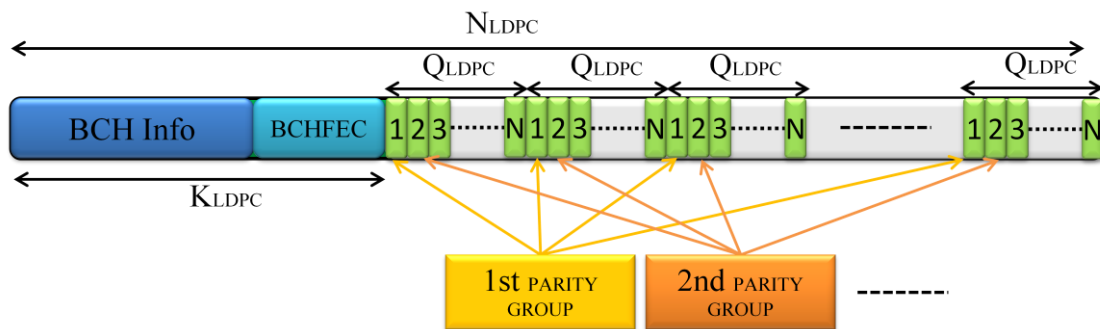 NLDPC
QLDPC QLDPC QLDPC QLDPC
BCH Info BCHFEC 1 2 3 N 1 2 3 N 1 2 3 N 1 2 3 N
KLDPC
1st PARITY
GROUP
2nd PARITY
GROUP